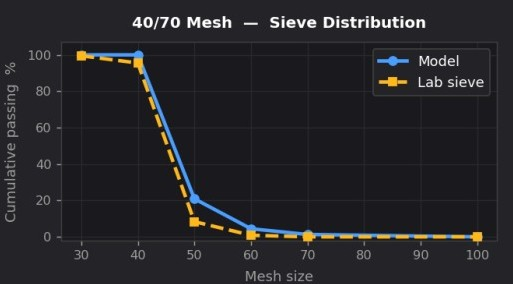 40/70 Mesh — Sieve Distribution
Cumulative passing %
100
80
60
40
20
0
Model
Lab sieve
30 40 50 60 70 80 90 100
Mesh size